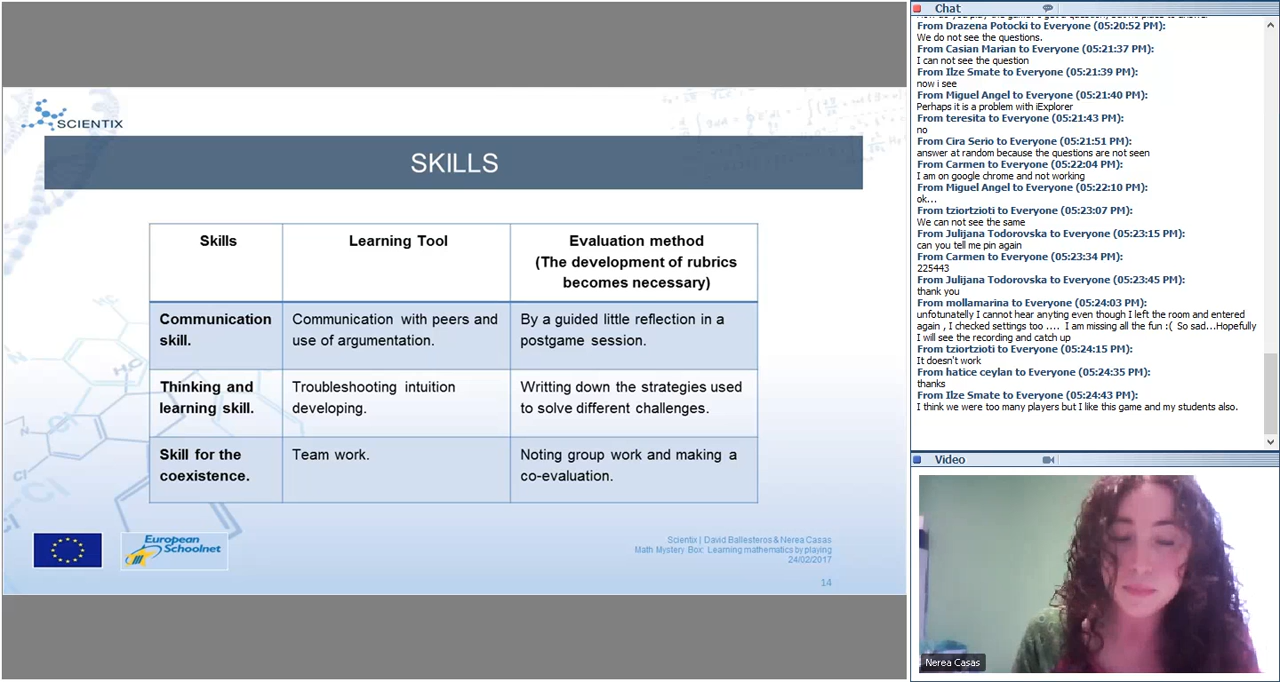 SCIENTIX
SKILLS
Skills
Learning Tool
Evaluation method
(The development of rubrics
becomes necessary)
Communication
skill.
Communication with peers and
use of argumentation.
By a guided little reflection in a
postgame session.
Thinking and
learning skill.
Troubleshooting intuition
developing.
Writting down the strategies used
to solve different challenges.
Skill for the
coexistence.
Team work.
Noting group work and making a
co-evaluation.
European
Schoolnet
Scientix | David Ballesteros & Nerea Casas
Math Mystery Box: Learning mathematics by playing
24/02/2017
14
Chat
From Drazena Potocki to Everyone (05:20:52 PM):
We do not see the questions.
From Casian Marian to Everyone (05:21:37 PM):
I can not see the question
From Ilze Smate to Everyone (05:21:39 PM):
now i see
From Miguel Angel to Everyone (05:21:40 PM):
Perhaps it is a problem with iExplorer
From teresita to Everyone (05:21:43 PM):
no
From Cira Serio to Everyone (05:21:51 PM):
answer at random because the questions are not seen
From Carmen to Everyone (05:22:04 PM):
I am on google chrome and not working
From Miguel Angel to Everyone (05:22:10 PM):
ok...
From tziortzioti to Everyone (05:23:07 PM):
We can not see the same
From Julijana Todorovska to Everyone (05:23:15 PM):
can you tell me pin again
From Carmen to Everyone (05:23:34 PM):
225443
From Julijana Todorovska to Everyone (05:23:45 PM):
thank you
From mollamarina to Everyone (05:24:03 PM):
unfortunatelly I cannot hear anyting even though I left the room and entered
again , I checked settings too .... I am missing all the fun :( So sad...Hopefully
I will see the recording and catch up
From tziortzioti to Everyone (05:24:15 PM):
It doesn't work
From hatice ceylan to Everyone (05:24:35 PM):
thanks
From Ilze Smate to Everyone (05:24:43 PM):
I think we were too many players but I like this game and my students also.
Video
Nerea Casas